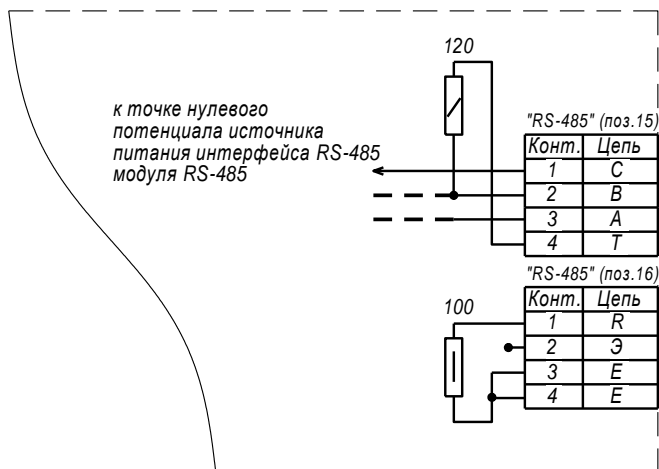 120
к точке нулевого
потенциала источника
питания интерфейса RS-485
модуля RS-485
"RS-485" (поз.15)
Конт. Цепь
1 C
2 B
3 A
4 T
"RS-485" (поз.16)
100
Конт. Цепь
1 R
2 Э
3 E
4 E